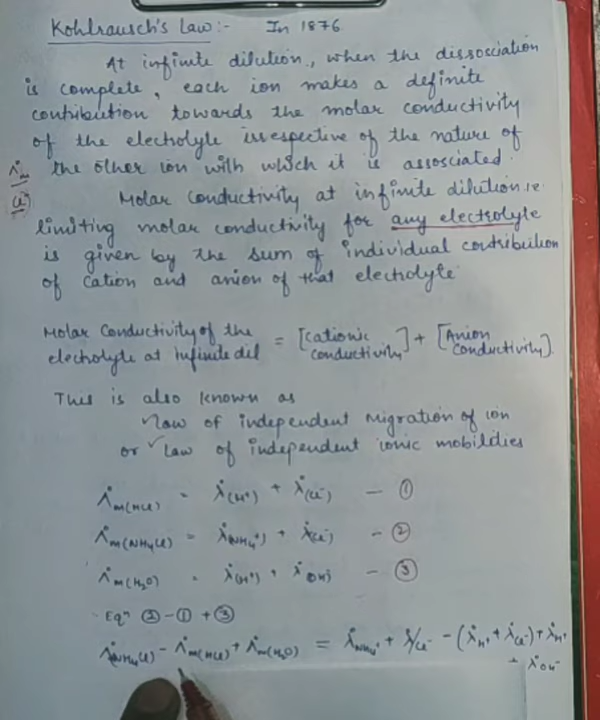 Kohlrausch's Law :- In 1876
At infinite dilution, when the dissosciation
is complete, each ion makes a definite
contribution towards the molar conductivity
of the electrolyte irrespective of the nature of
the other ion with which it is assosciated.
Molar Conductivity at infinite dilution ie
limiting molar conductivity for any electrolyte
is given by the sum of individual contribution
of cation and anion of that electrolyte
Molar Conductivity of the electrolyte at infinite dil = [Cationic conductivity] + [Anion Conductivity].
This is also known as
law of independent migration of ion
or law of independent ionic mobilities
Λ°m(HCl) = λ°(H⁺) + λ°(Cl⁻) — ①
Λ°m(NH₄Cl) = λ°(NH₄⁺) + λ°(Cl⁻) — ②
Λ°m(H₂O) = λ°(H⁺) + λ°(OH⁻) — ③
Eqⁿ ② - ① + ③
Λ°(NH₄Cl) - Λ°m(HCl) + Λ°m(H₂O) = λ°NH₄⁺ + λ°Cl⁻ - (λ°H⁺ + λ°Cl⁻) + λ°H⁺
+ λ°OH⁻